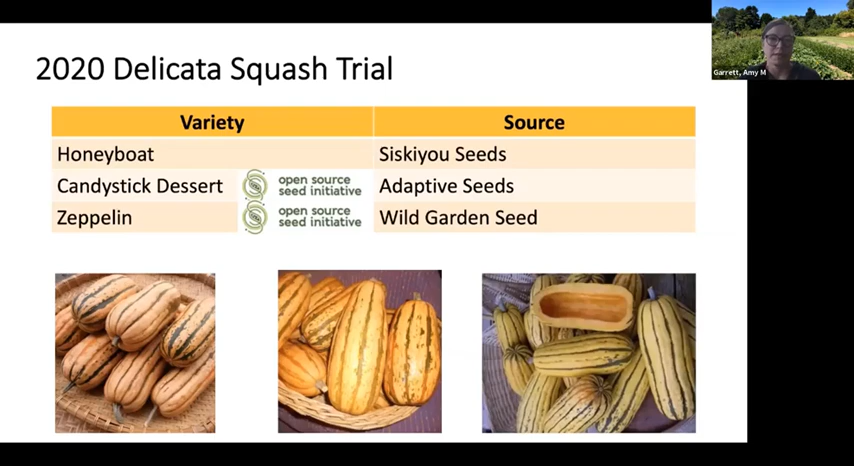 2020 Delicata Squash Trial
Variety Source
Honeyboat Siskiyou Seeds
Candystick Dessert open source seed initiative Adaptive Seeds
Zeppelin open source seed initiative Wild Garden Seed
Garrett, Amy M